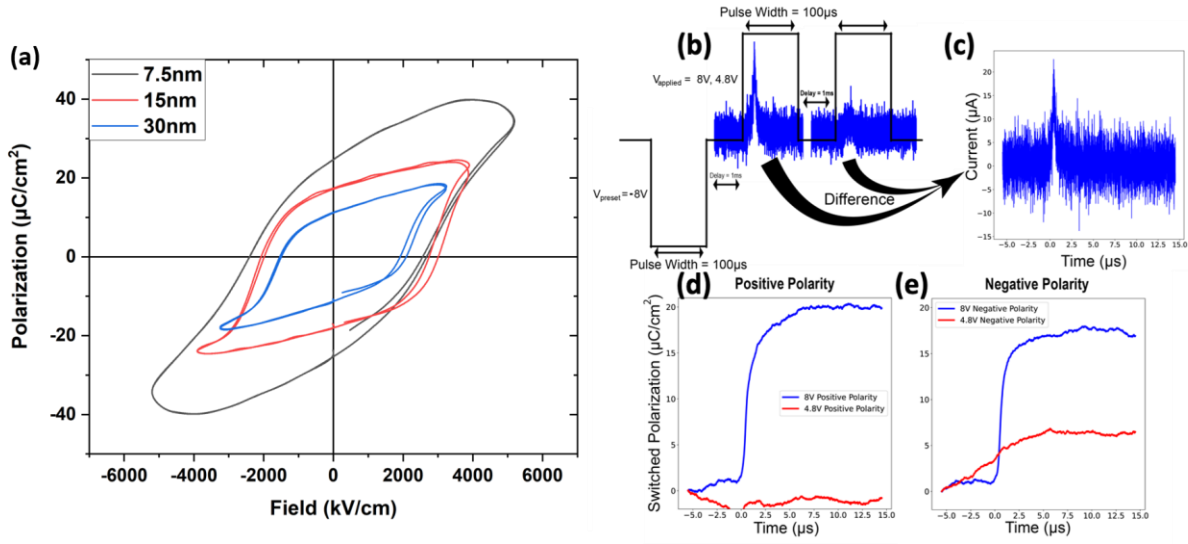 (a)
7.5nm
15nm
30nm
40
20
0
-20
-40
Polarization (µC/cm²)
-6000 -4000 -2000 0 2000 4000 6000
Field (kV/cm)
(b)
Pulse Width = 100µs
Vapplied = 8V, 4.8V
Delay = 1ms
Delay = 1ms
Vpreset = -8V
Difference
Pulse Width = 100µs
(c)
Current (µA)
20
15
10
5
0
-5
-10
-15
-5.0 -2.5 0.0 2.5 5.0 7.5 10.0 12.5 15.0
Time (µs)
(d)
Positive Polarity
Switched Polarization (µC/cm²)
20
15
10
5
0
8V Positive Polarity
4.8V Positive Polarity
-5.0 -2.5 0.0 2.5 5.0 7.5 10.0 12.5 15.0
Time (µs)
(e)
Negative Polarity
8V Negative Polarity
4.8V Negative Polarity
20
15
10
5
0
-5.0 -2.5 0.0 2.5 5.0 7.5 10.0 12.5 15.0
Time (µs)